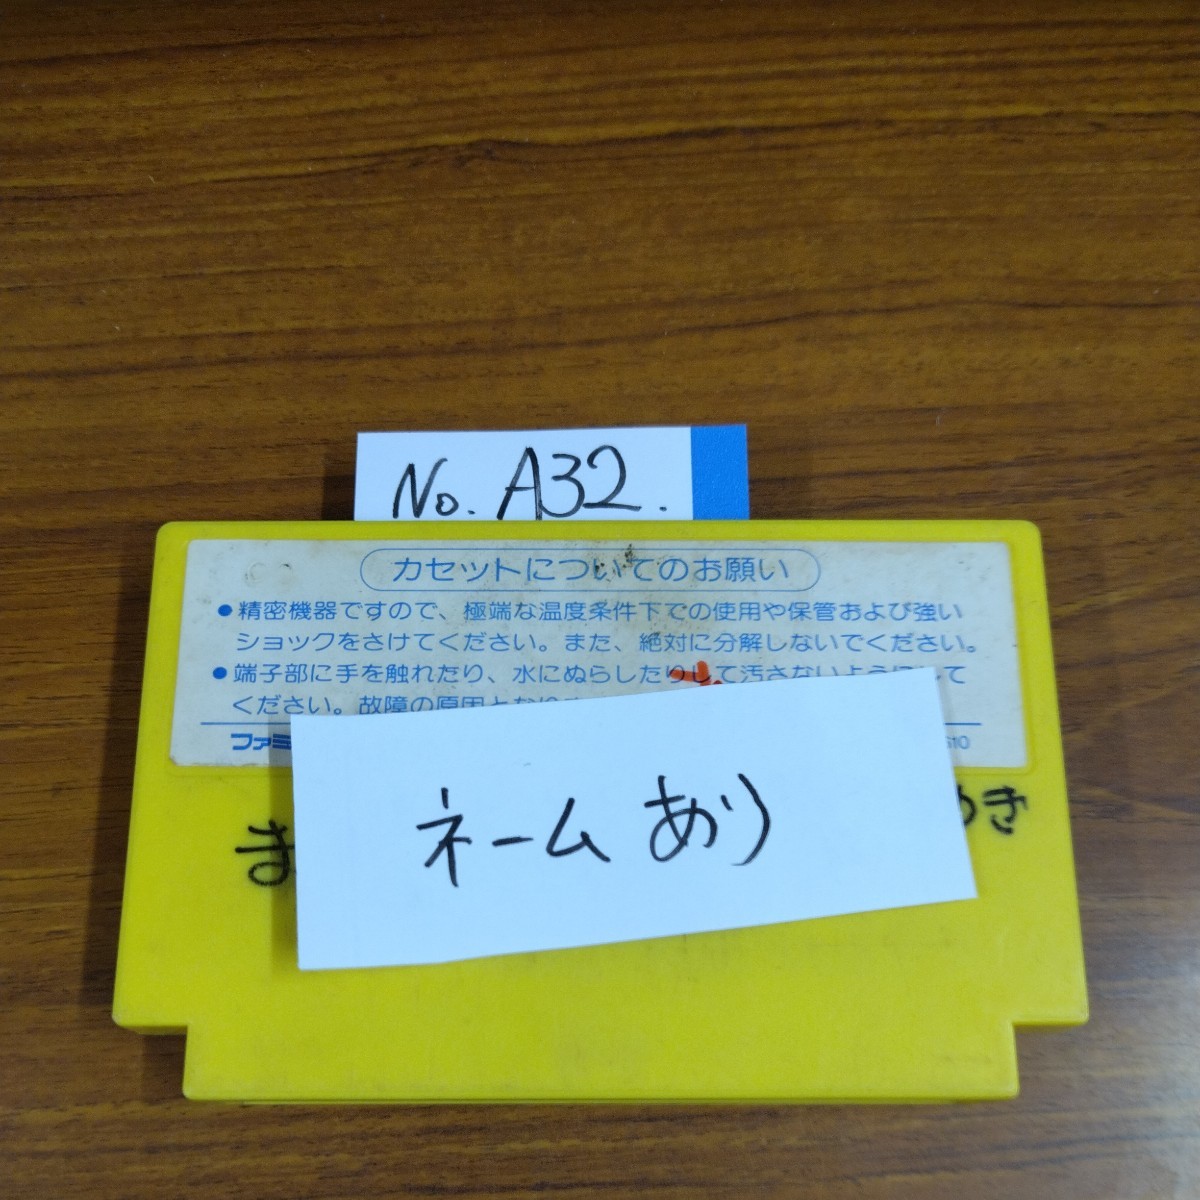 No. A32.
カセットについてのお願い
●精密機器ですので、極端な温度条件下での使用や保管および強い
ショックをさけてください。また、絶対に分解しないでください。
●端子部に手を触れたり、水にぬらしたりして汚さないようにして
ください。故障の原因とな
ファミ
ネームあり
ま
き